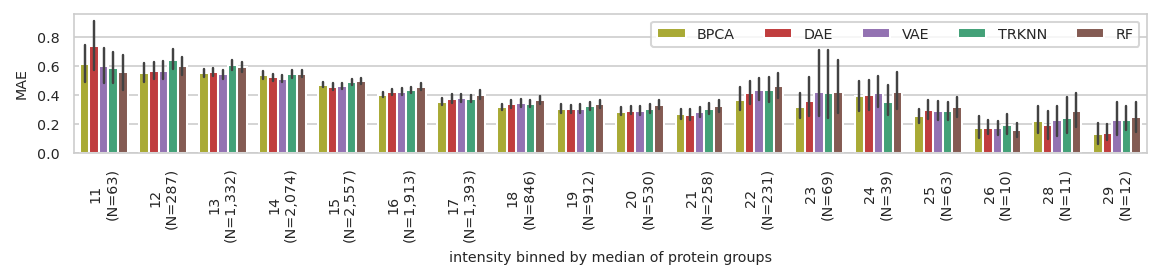 BPCA DAE VAE TRKNN RF
MAE
0.8
0.6
0.4
0.2
0.0
11
(N=63)
12
(N=287)
13
(N=1,332)
14
(N=2,074)
15
(N=2,557)
16
(N=1,913)
17
(N=1,393)
18
(N=846)
19
(N=912)
20
(N=530)
21
(N=258)
22
(N=231)
23
(N=69)
24
(N=39)
25
(N=63)
26
(N=10)
28
(N=11)
29
(N=12)
intensity binned by median of protein groups